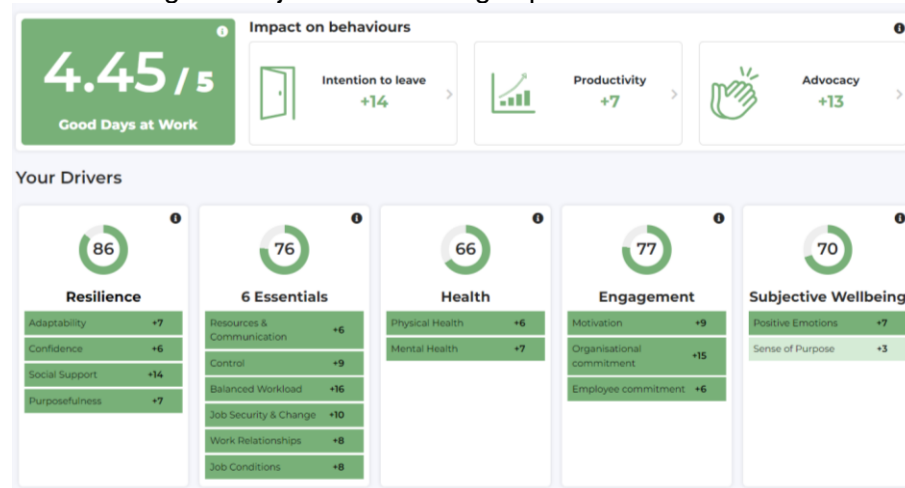 Impact on behaviours
4.45 / 5
Good Days at Work
Intention to leave
+14
Productivity
+7
Advocacy
+13
Your Drivers
86
Resilience
Adaptability +7
Confidence +6
Social Support +14
Purposefulness +7
76
6 Essentials
Resources &
Communication +6
Control +9
Balanced Workload +16
Job Security & Change +10
Work Relationships +8
Job Conditions +8
66
Health
Physical Health +6
Mental Health +7
77
Engagement
Motivation +9
Organisational
commitment +15
Employee commitment +6
70
Subjective Wellbeing
Positive Emotions +7
Sense of Purpose +3